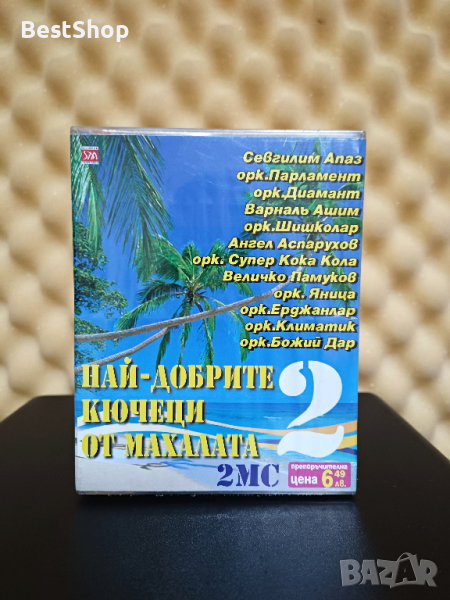 BestShop
Севгилим Апаз
орк.Парламент
орк.Диамант
Варналь Ашим
орк.Шишколар
Ангел Аспарухов
орк. Супер Кока Кола
Величко Памуков
орк. Яница
орк.Ерджанлар
орк.Климатик
орк.Божий Дар
НАЙ-ДОБРИТЕ
КЮЧЕЦИ
ОТ МАХАЛАТА
2
2МС
препоръчителна
цена 6 49 лв.
BAZAR